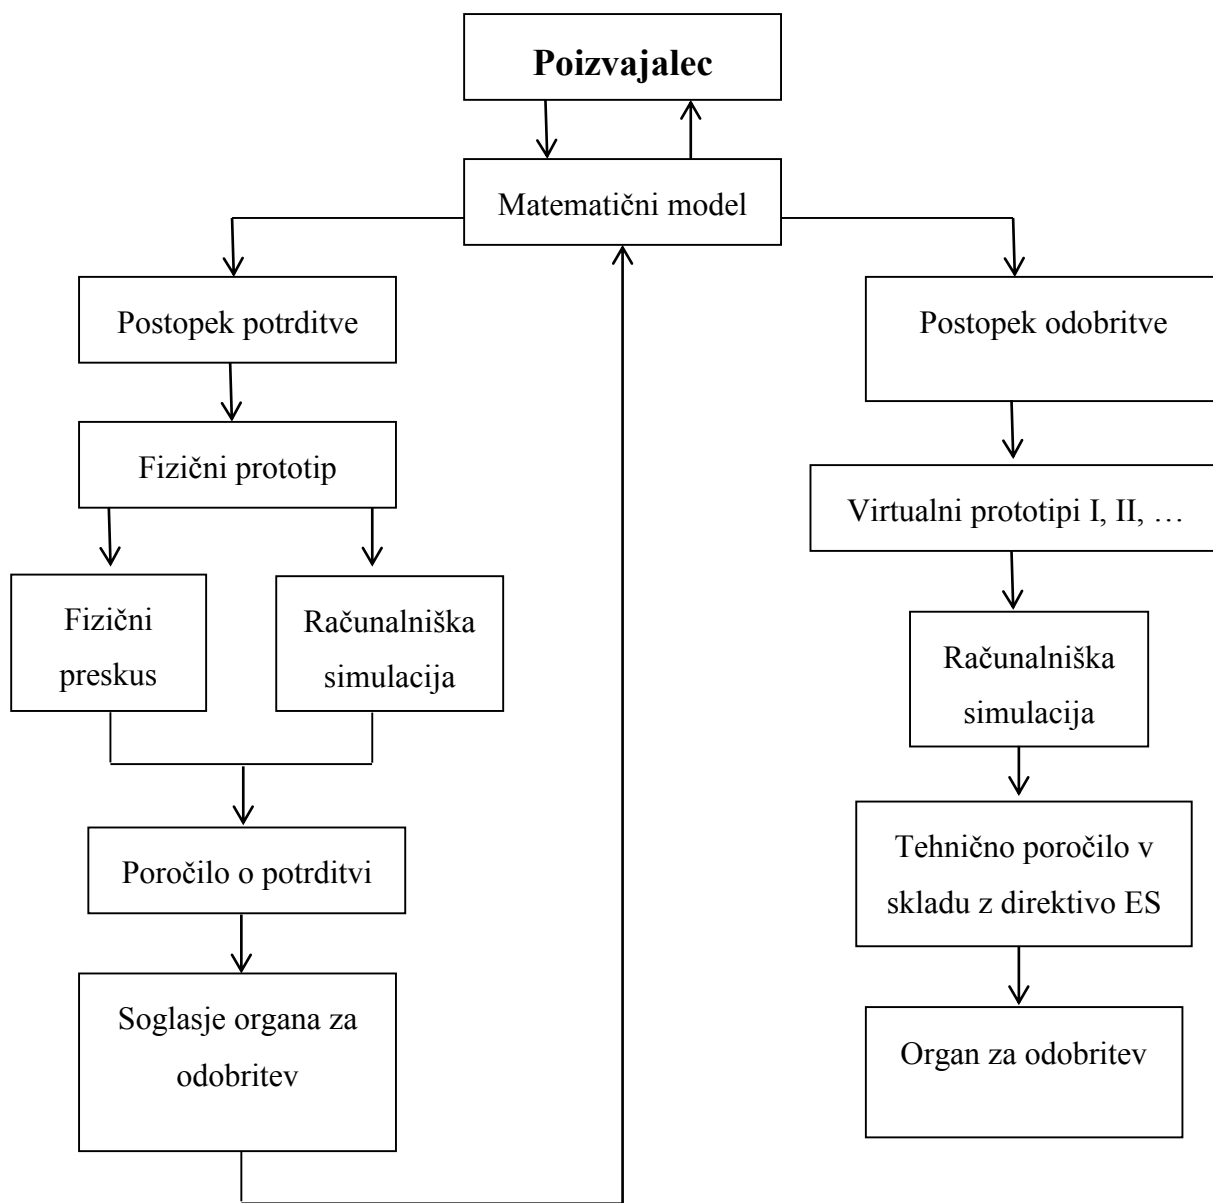 Poizvajalec
Matematični model
Postopek potrditve
Fizični prototip
Fizični
preskus
Računalniška
simulacija
Poročilo o potrditvi
Soglasje organa za
odobritev
Postopek odobritve
Virtualni prototipi I, II, …
Računalniška
simulacija
Tehnično poročilo v
skladu z direktivo ES
Organ za odobritev